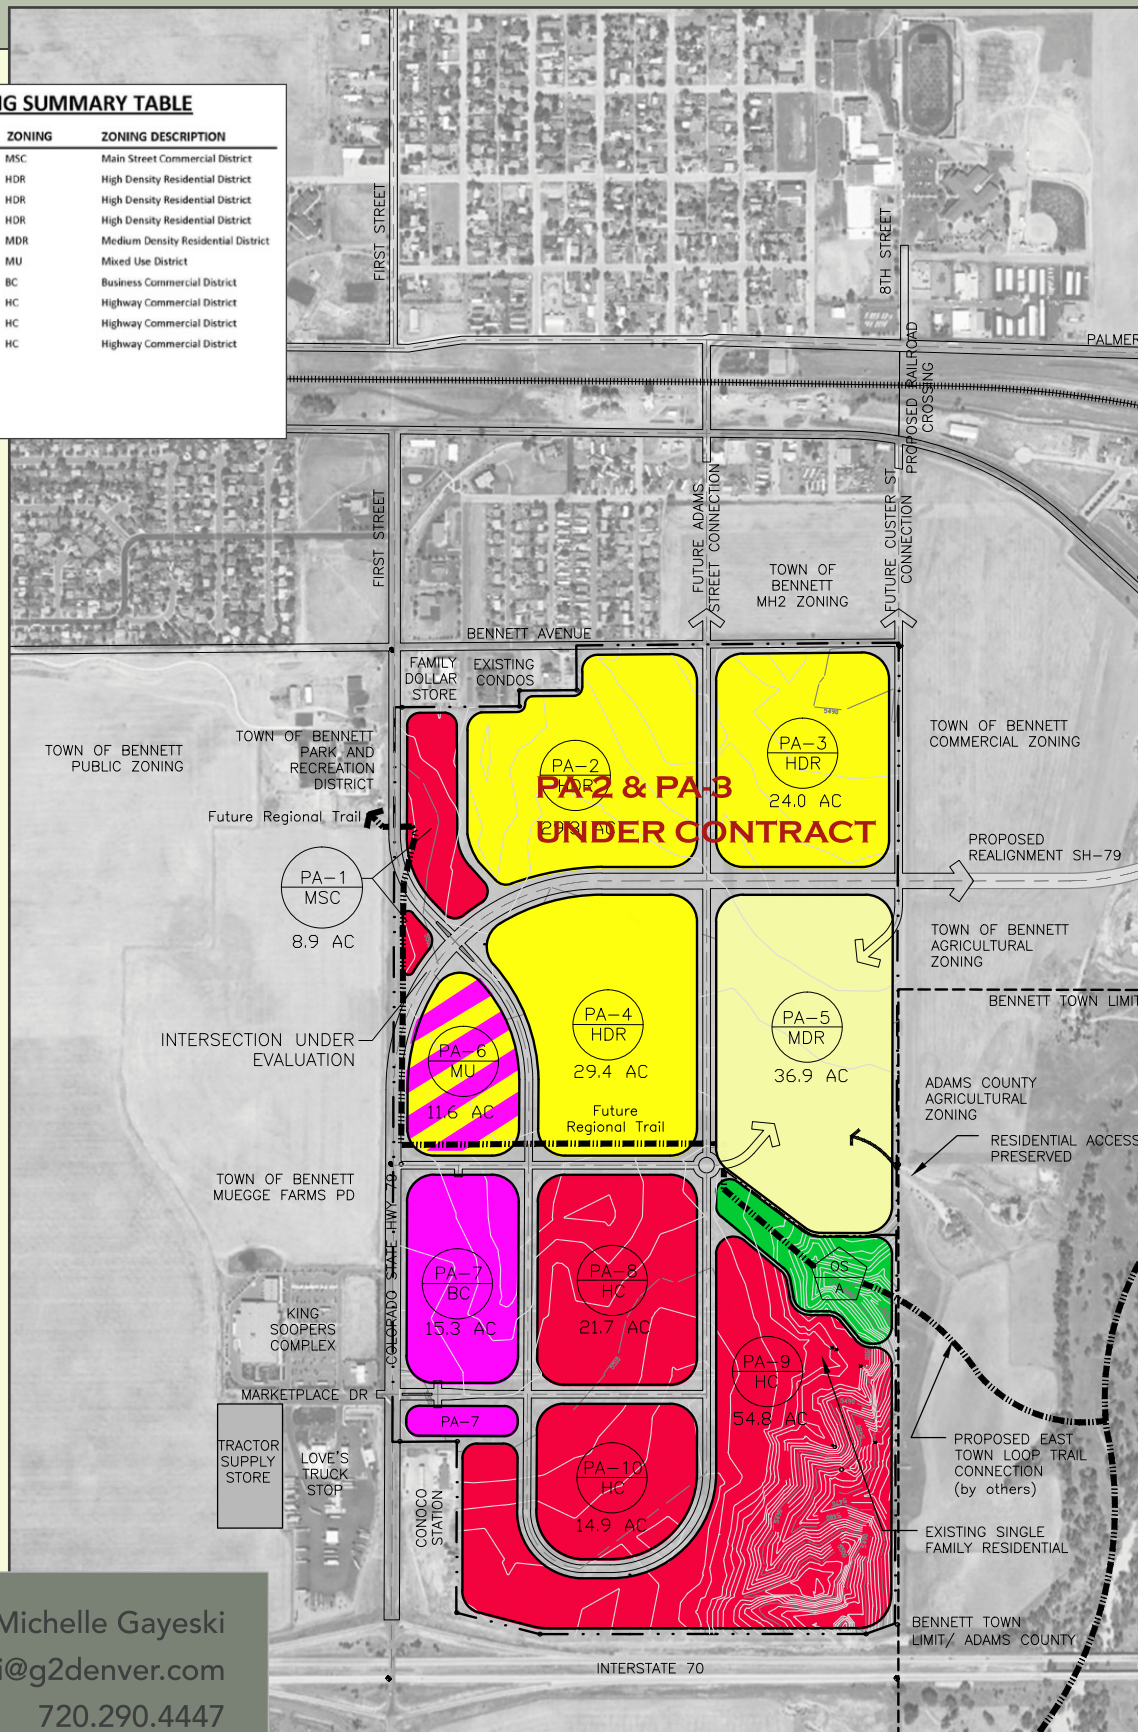 NG SUMMARY TABLE
ZONING ZONING DESCRIPTION
MSC Main Street Commercial District
HDR High Density Residential District
HDR High Density Residential District
HDR High Density Residential District
MDR Medium Density Residential District
MU Mixed Use District
BC Business Commercial District
HC Highway Commercial District
HC Highway Commercial District
HC Highway Commercial District
FIRST STREET
8TH STREET
PALMER
PROPOSED RAILROAD
CROSSING
FIRST STREET
FUTURE ADAMS
STREET CONNECTION
FUTURE CUSTER ST
CONNECTION
TOWN OF
BENNETT
MH2 ZONING
BENNETT AVENUE
FAMILY
DOLLAR
STORE
EXISTING
CONDOS
TOWN OF BENNETT
PUBLIC ZONING
TOWN OF BENNETT
PARK AND
RECREATION
DISTRICT
Future Regional Trail
PA-1
MSC
8.9 AC
PA-2
HDR
29.3 AC
PA-3
HDR
24.0 AC
5490
PA-2 & PA-3
UNDER CONTRACT
TOWN OF BENNETT
COMMERCIAL ZONING
PROPOSED
REALIGNMENT SH-79
TOWN OF BENNETT
AGRICULTURAL
ZONING
BENNETT TOWN LIMIT
INTERSECTION UNDER
EVALUATION
PA-6
MU
11.6 AC
PA-4
HDR
29.4 AC
Future
Regional Trail
PA-5
MDR
36.9 AC
ADAMS COUNTY
AGRICULTURAL
ZONING
RESIDENTIAL ACCESS
PRESERVED
TOWN OF BENNETT
MUEGGE FARMS PD
COLORADO STATE HWY 79
PA-7
BC
15.3 AC
PA-8
HC
21.7 AC
OS
A
KING
SOOPERS
COMPLEX
PA-9
HC
54.8 AC
MARKETPLACE DR
PA-7
TRACTOR
SUPPLY
STORE
LOVE'S
TRUCK
STOP
CONOCO
STATION
PA-10
HC
14.9 AC
PROPOSED EAST
TOWN LOOP TRAIL
CONNECTION
(by others)
EXISTING SINGLE
FAMILY RESIDENTIAL
BENNETT TOWN
LIMIT/ ADAMS COUNTY
INTERSTATE 70
Michelle Gayeski
i@g2denver.com
720.290.4447